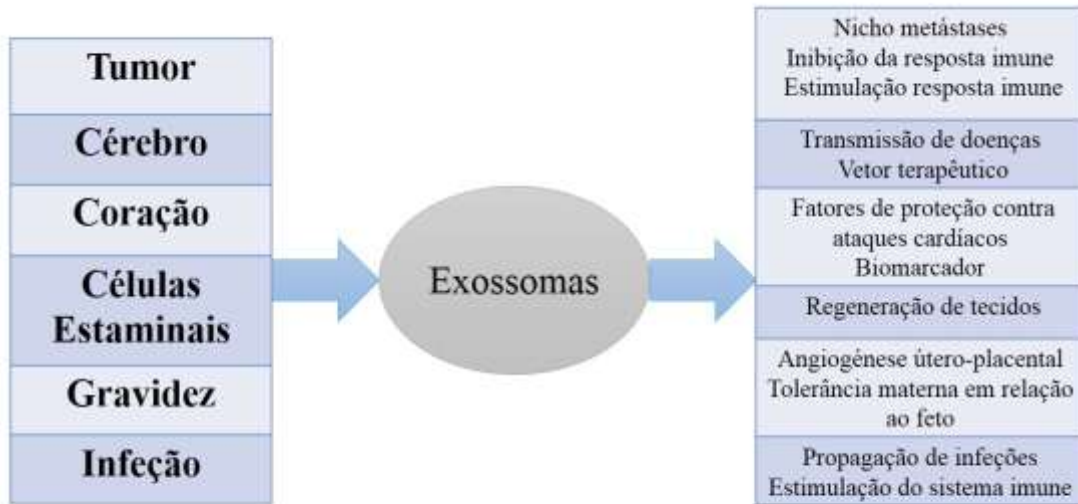 Tumor
Cérebro
Coração
Células
Estaminais
Gravidez
Infeção
Exossomas
Nicho metástases
Inibição da resposta imune
Estimulação resposta imune
Transmissão de doenças
Vetor terapêutico
Fatores de proteção contra
ataques cardíacos
Biomarcador
Regeneração de tecidos
Angiogénese útero-placental
Tolerância materna em relação
ao feto
Propagação de infeções
Estimulação do sistema imune